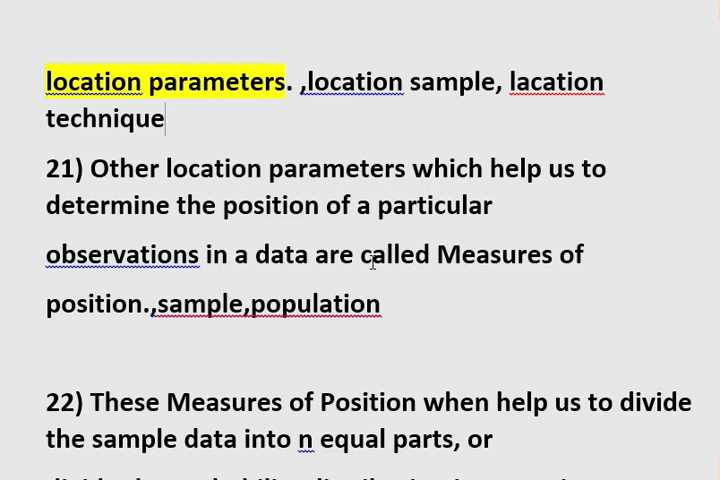 location parameters. ,location sample, lacation
technique
21) Other location parameters which help us to
determine the position of a particular
observations in a data are called Measures of
position.,sample,population
22) These Measures of Position when help us to divide
the sample data into n equal parts, or